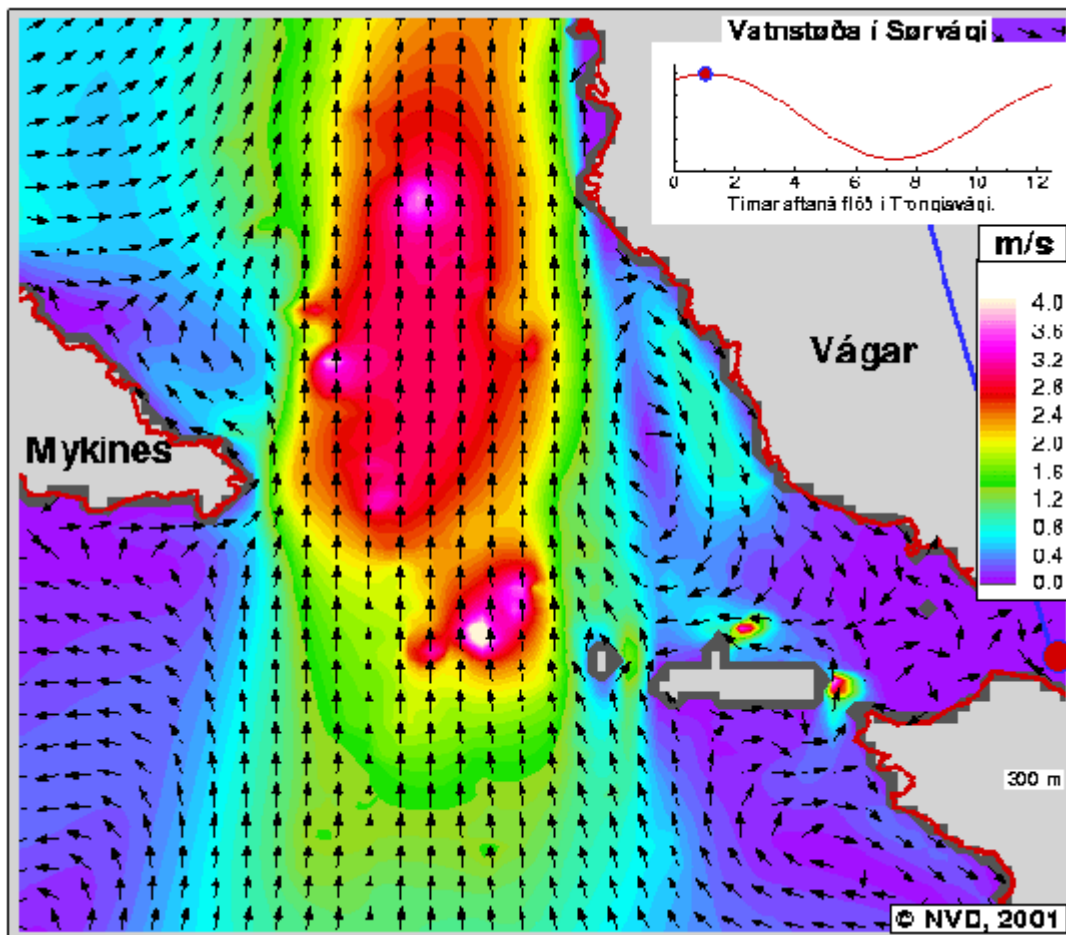 Vatnstøða í Sørvági
0 2 4 6 8 10 12
Tímar aftaná flóð í Trongisvági.
m/s
4.0
3.6
3.2
2.8
2.4
2.0
1.6
1.2
0.8
0.4
0.0
Vágar
Mykines
300 m
© NVD, 2001